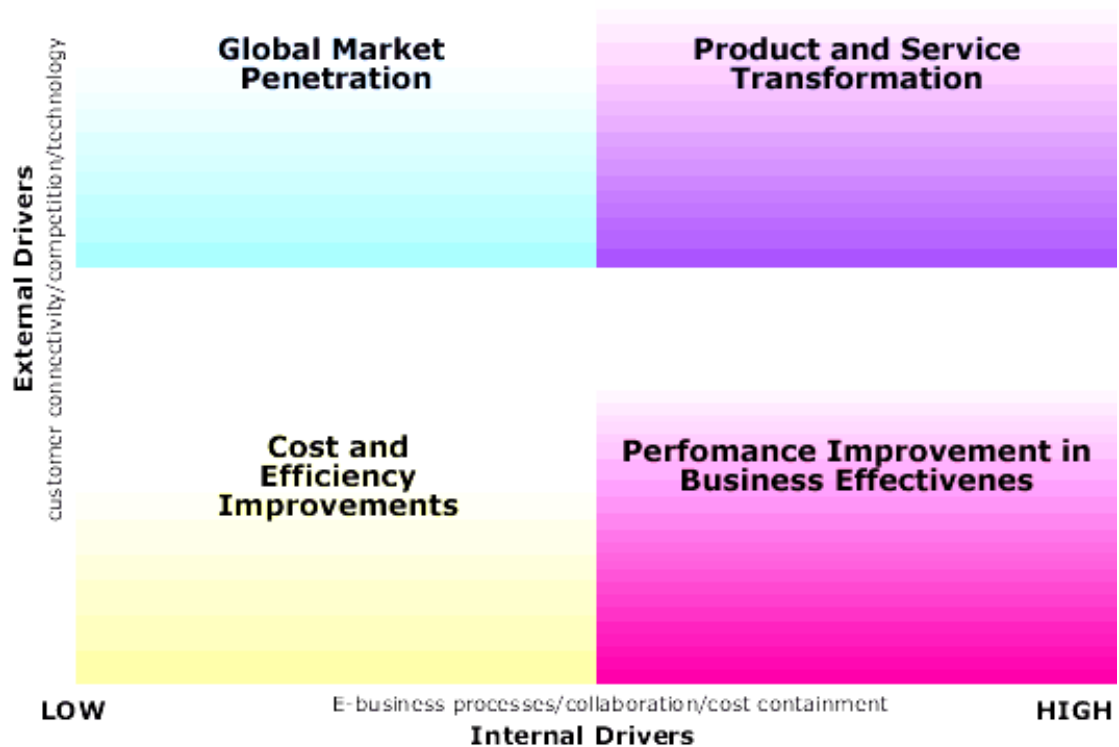 Global Market
Penetration
Product and Service
Transformation
External Drivers
customer connectivity/competition/technology
Cost and
Efficiency
Improvements
Perfomance Improvement in
Business Effectivenes
LOW
E-business processes/collaboration/cost containment
HIGH
Internal Drivers